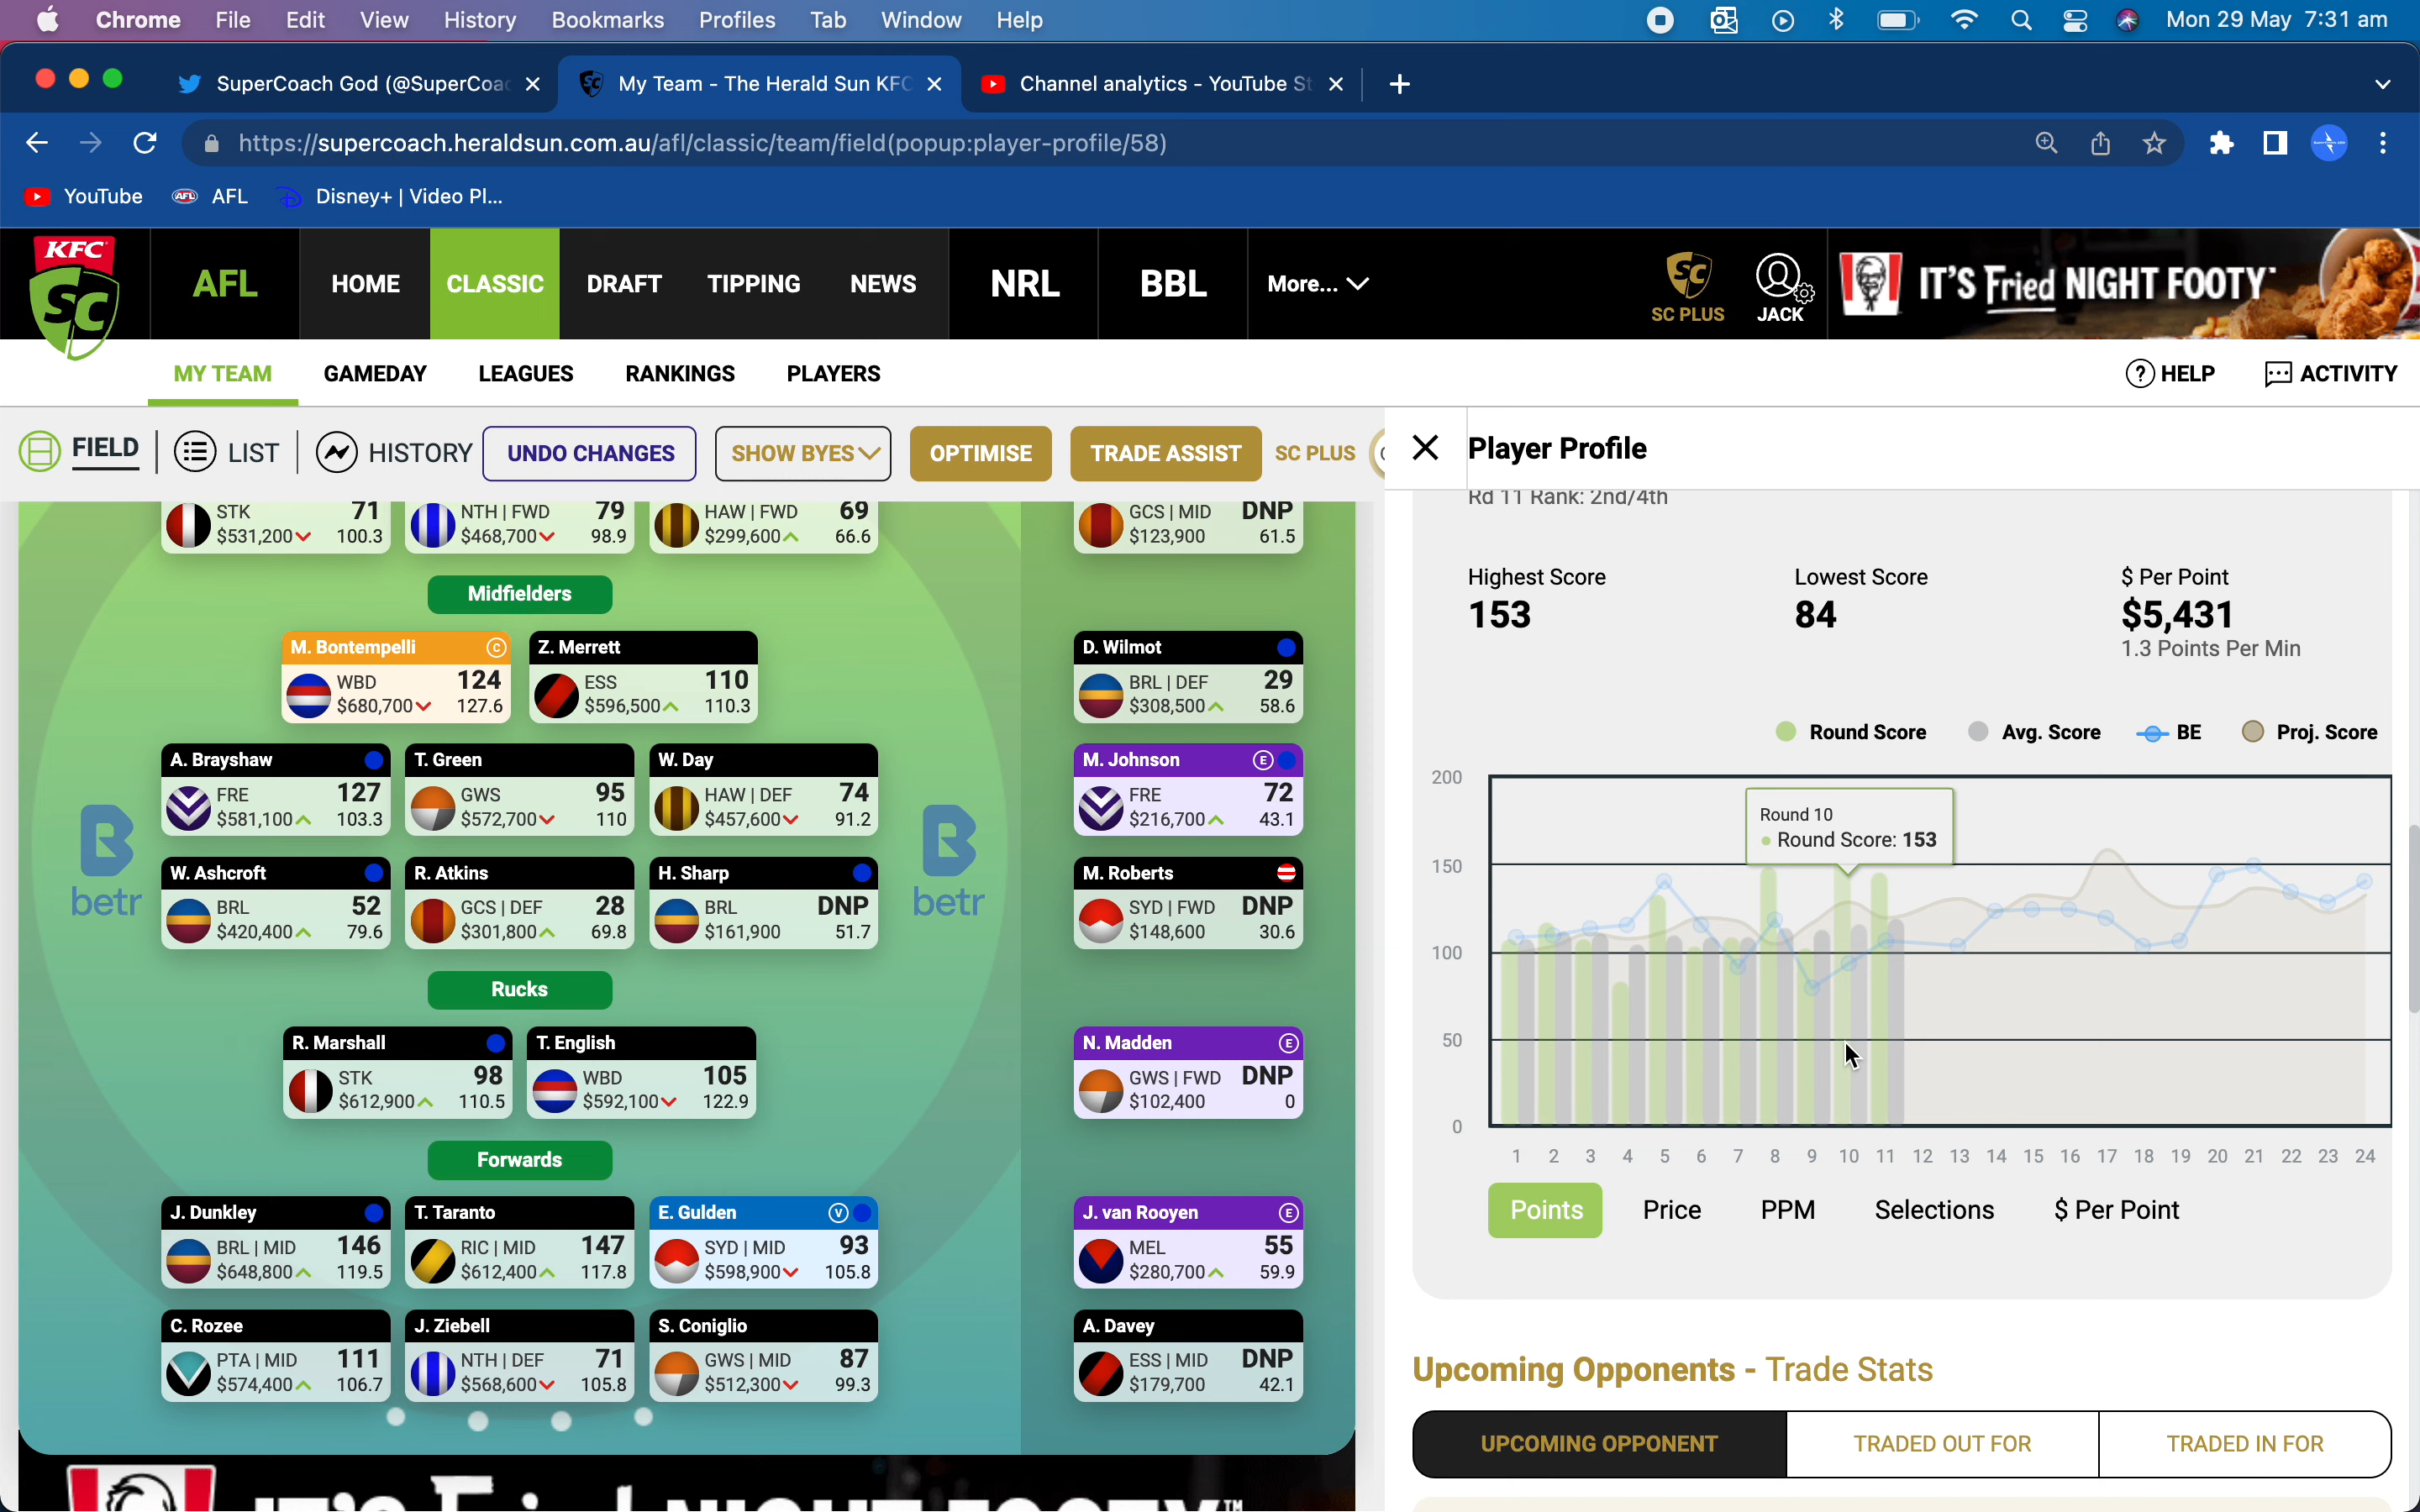 Chrome File Edit View History Bookmarks Profiles Tab Window Help Mon 29 May 7:31 am
SuperCoach God (@SuperCoac My Team - The Herald Sun KFC Channel analytics - YouTube St
https://supercoach.heraldsun.com.au/afl/classic/team/field(popup:player-profile/58)
YouTube AFL AFL Disney+ | Video Pl...
KFC SC AFL HOME CLASSIC DRAFT TIPPING NEWS NRL BBL More... SC SC PLUS JACK IT'S Fried NIGHT FOOTY™
MY TEAM GAMEDAY LEAGUES RANKINGS PLAYERS ? HELP ACTIVITY
FIELD LIST HISTORY UNDO CHANGES SHOW BYES OPTIMISE TRADE ASSIST SC PLUS
STK 71
$531,200 100.3
NTH | FWD 79
$468,700 98.9
HAW | FWD 69
$299,600 66.6
GCS | MID DNP
$123,900 61.5
Midfielders
M. Bontempelli C
WBD 124
$680,700 127.6
Z. Merrett
ESS 110
$596,500 110.3
D. Wilmot
BRL | DEF 29
$308,500 58.6
A. Brayshaw
FRE 127
$581,100 103.3
T. Green
GWS 95
$572,700 110
W. Day
HAW | DEF 74
$457,600 91.2
M. Johnson E
FRE 72
$216,700 43.1
betr
betr
W. Ashcroft
BRL 52
$420,400 79.6
R. Atkins
GCS | DEF 28
$301,800 69.8
H. Sharp
BRL DNP
$161,900 51.7
M. Roberts
SYD | FWD DNP
$148,600 30.6
Rucks
R. Marshall
STK 98
$612,900 110.5
T. English
WBD 105
$592,100 122.9
N. Madden E
GWS | FWD DNP
$102,400 0
Forwards
J. Dunkley
BRL | MID 146
$648,800 119.5
T. Taranto
RIC | MID 147
$612,400 117.8
E. Gulden V
SYD | MID 93
$598,900 105.8
J. van Rooyen E
MEL 55
$280,700 59.9
C. Rozee
PTA | MID 111
$574,400 106.7
J. Ziebell
NTH | DEF 71
$568,600 105.8
S. Coniglio
GWS | MID 87
$512,300 99.3
A. Davey
ESS | MID DNP
$179,700 42.1
Player Profile
Rd 11 Rank: 2nd/4th
Highest Score Lowest Score $ Per Point
153 84 $5,431
1.3 Points Per Min
Round Score Avg. Score BE Proj. Score
200
Round 10
Round Score: 153
150
100
50
0
1 2 3 4 5 6 7 8 9 10 11 12 13 14 15 16 17 18 19 20 21 22 23 24
Points Price PPM Selections $ Per Point
Upcoming Opponents - Trade Stats
UPCOMING OPPONENT TRADED OUT FOR TRADED IN FOR